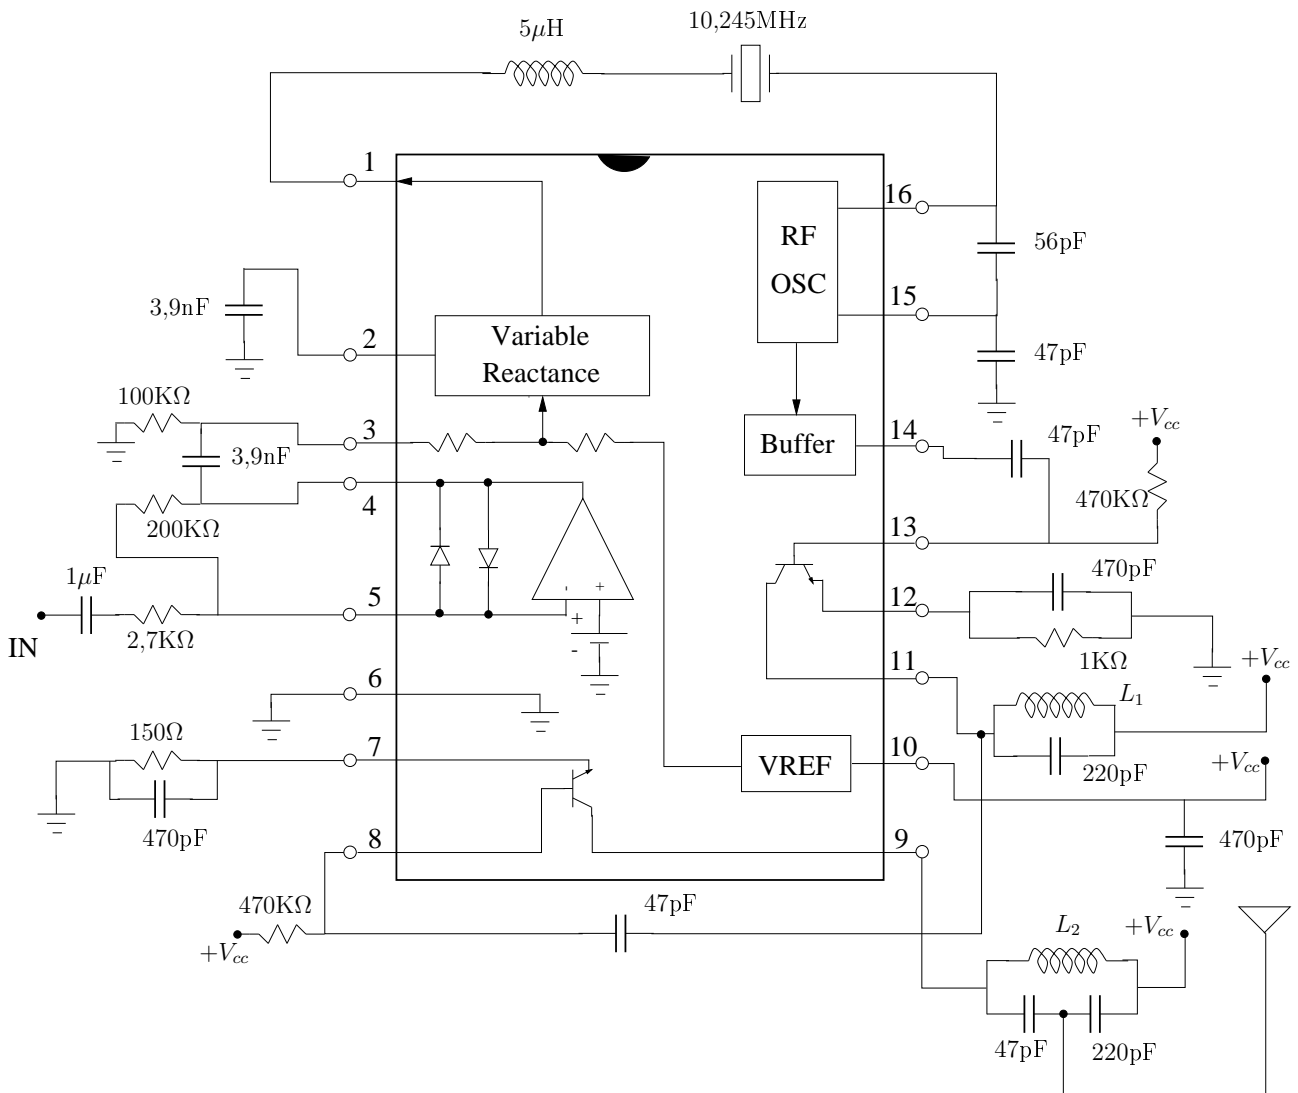 5μH
10,245MHz
1
16
RF
OSC
56pF
3,9nF
2
Variable
Reactance
15
47pF
100KΩ
3
3,9nF
Buffer
14
47pF
+Vcc
4
200KΩ
470KΩ
13
1μF
5
- +
+
-
470pF
12
IN
2,7KΩ
1KΩ
11
+Vcc
6
L1
150Ω
7
VREF
10
220pF
+Vcc
470pF
8
9
470pF
470KΩ
47pF
+Vcc
L2
+Vcc
47pF
220pF